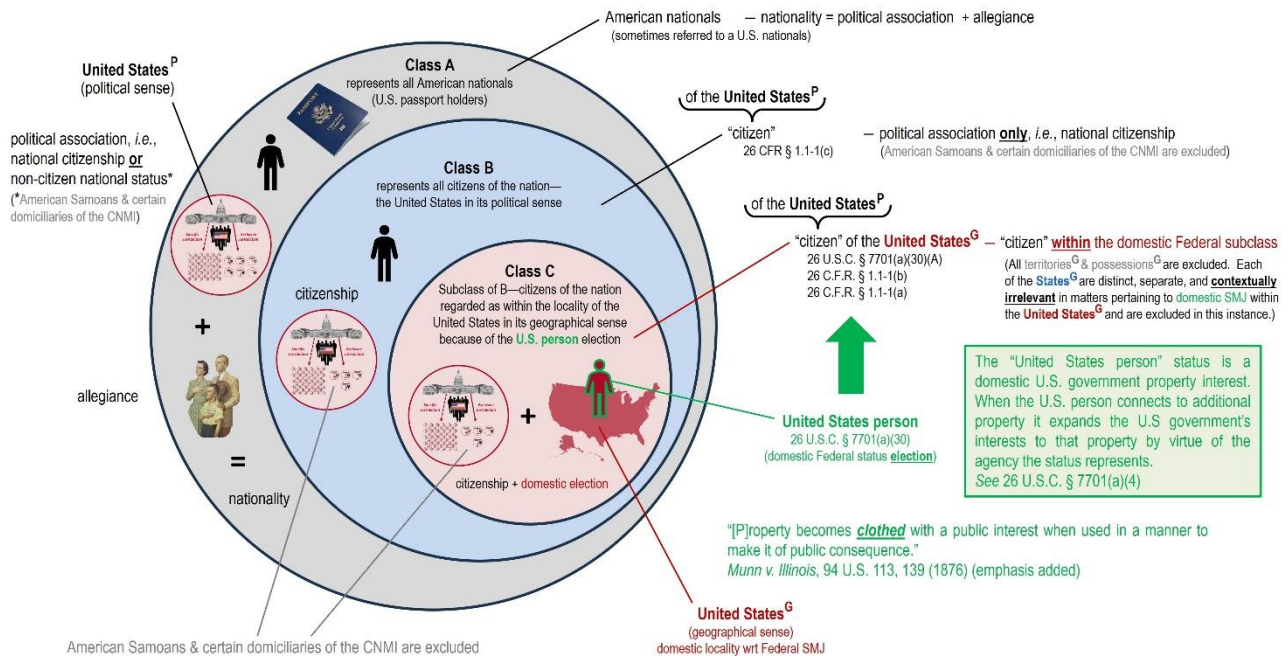 American nationals — nationality = political association + allegiance
(sometimes referred to a U.S. nationals)
United States^P
(political sense)
political association, i.e.,
national citizenship or
non-citizen national status*
(*American Samoans & certain
domiciliaries of the CNMI)
+
allegiance
=
nationality
Class A
represents all American nationals
(U.S. passport holders)
PASSPORT
Class B
represents all citizens of the nation—
the United States in its political sense
citizenship
Class C
Subclass of B—citizens of the nation
regarded as within the locality of the
United States in its geographical sense
because of the U.S. person election
+
citizenship + domestic election
of the United States^P
"citizen"
26 CFR § 1.1-1(c)
— political association only, i.e., national citizenship
(American Samoans & certain domiciliaries of the CNMI are excluded)
of the United States^P
"citizen" of the United States^G
26 U.S.C. § 7701(a)(30)(A)
26 C.F.R. § 1.1-1(b)
26 C.F.R. § 1.1-1(a)
— "citizen" within the domestic Federal subclass
(All territories^G & possessions^G are excluded. Each
of the States^G are distinct, separate, and contextually
irrelevant in matters pertaining to domestic SMJ within
the United States^G and are excluded in this instance.)
United States person
26 U.S.C. § 7701(a)(30)
(domestic Federal status election)
The "United States person" status is a
domestic U.S. government property interest.
When the U.S. person connects to additional
property it expands the U.S government's
interests to that property by virtue of the
agency the status represents.
See 26 U.S.C. § 7701(a)(4)
"[P]roperty becomes clothed with a public interest when used in a manner to
make it of public consequence."
Munn v. Illinois, 94 U.S. 113, 139 (1876) (emphasis added)
United States^G
(geographical sense)
domestic locality wrt Federal SMJ
American Samoans & certain domiciliaries of the CNMI are excluded